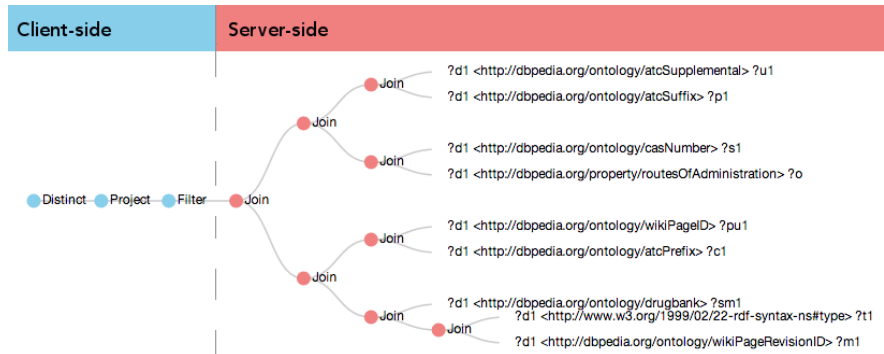 Client-side
Server-side
?d1 <http://dbpedia.org/ontology/atcSupplemental> ?u1
Join
?d1 <http://dbpedia.org/ontology/atcSuffix> ?p1
Join
?d1 <http://dbpedia.org/ontology/casNumber> ?s1
Join
?d1 <http://dbpedia.org/property/routesOfAdministration> ?o
Distinct Project Filter Join
?d1 <http://dbpedia.org/ontology/wikiPageID> ?pu1
Join
?d1 <http://dbpedia.org/ontology/atcPrefix> ?c1
Join
?d1 <http://dbpedia.org/ontology/drugbank> ?sm1
Join
?d1 <http://www.w3.org/1999/02/22-rdf-syntax-ns#type> ?t1
Join
?d1 <http://dbpedia.org/ontology/wikiPageRevisionID> ?m1